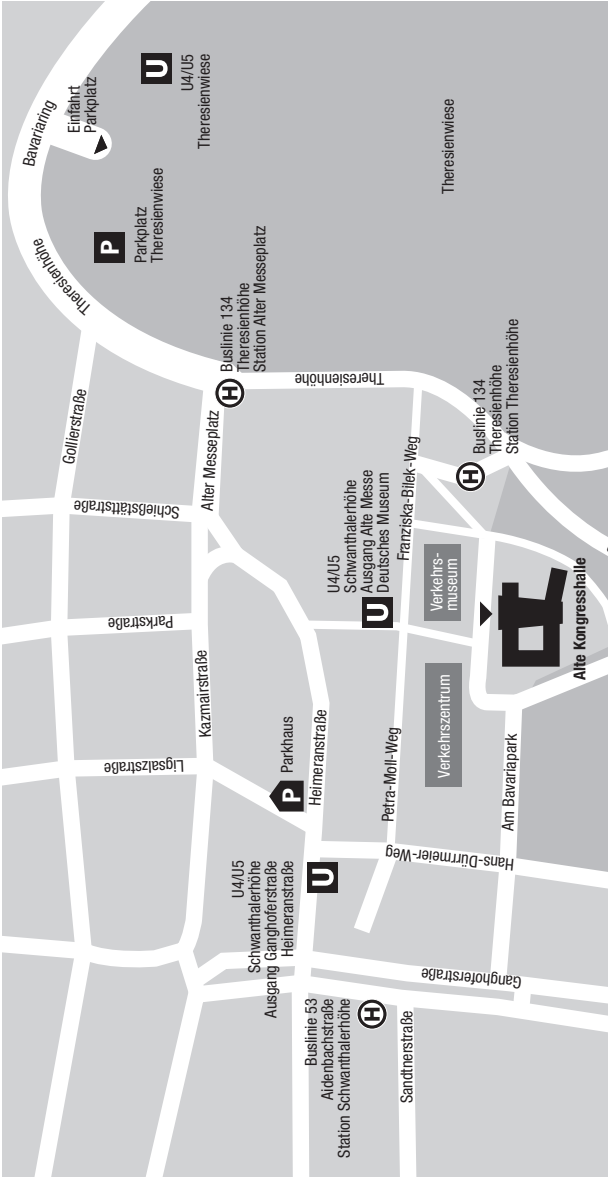 Bavariaring
Einfahrt
Parkplatz
U
U4/U5
Theresienwiese
P
Parkplatz
Theresienwiese
Theresienwiese
Theresienhöhe
Gollierstraße
Alter Messeplatz
H
Buslinie 134
Theresienhöhe
Station Alter Messeplatz
Theresienhöhe
Schießstättstraße
Franziska-Bilek-Weg
H
Buslinie 134
Theresienhöhe
Station Theresienhöhe
U4/U5
Schwanthalerhöhe
Ausgang Alte Messe
Deutsches Museum
U
Verkehrs-
museum
Parkstraße
Kazmairstraße
Alte Kongresshalle
Verkehrszentrum
Ligsalzstraße
P
Parkhaus
Heimeranstraße
Petra-Moll-Weg
Am Bavariapark
Hans-Dürrmeier-Weg
U4/U5
Schwanthalerhöhe
Ausgang Ganghoferstraße
Heimeranstraße
U
Ganghoferstraße
Buslinie 53
Aidenbachstraße
Station Schwanthalerhöhe
H
Sandtnerstraße